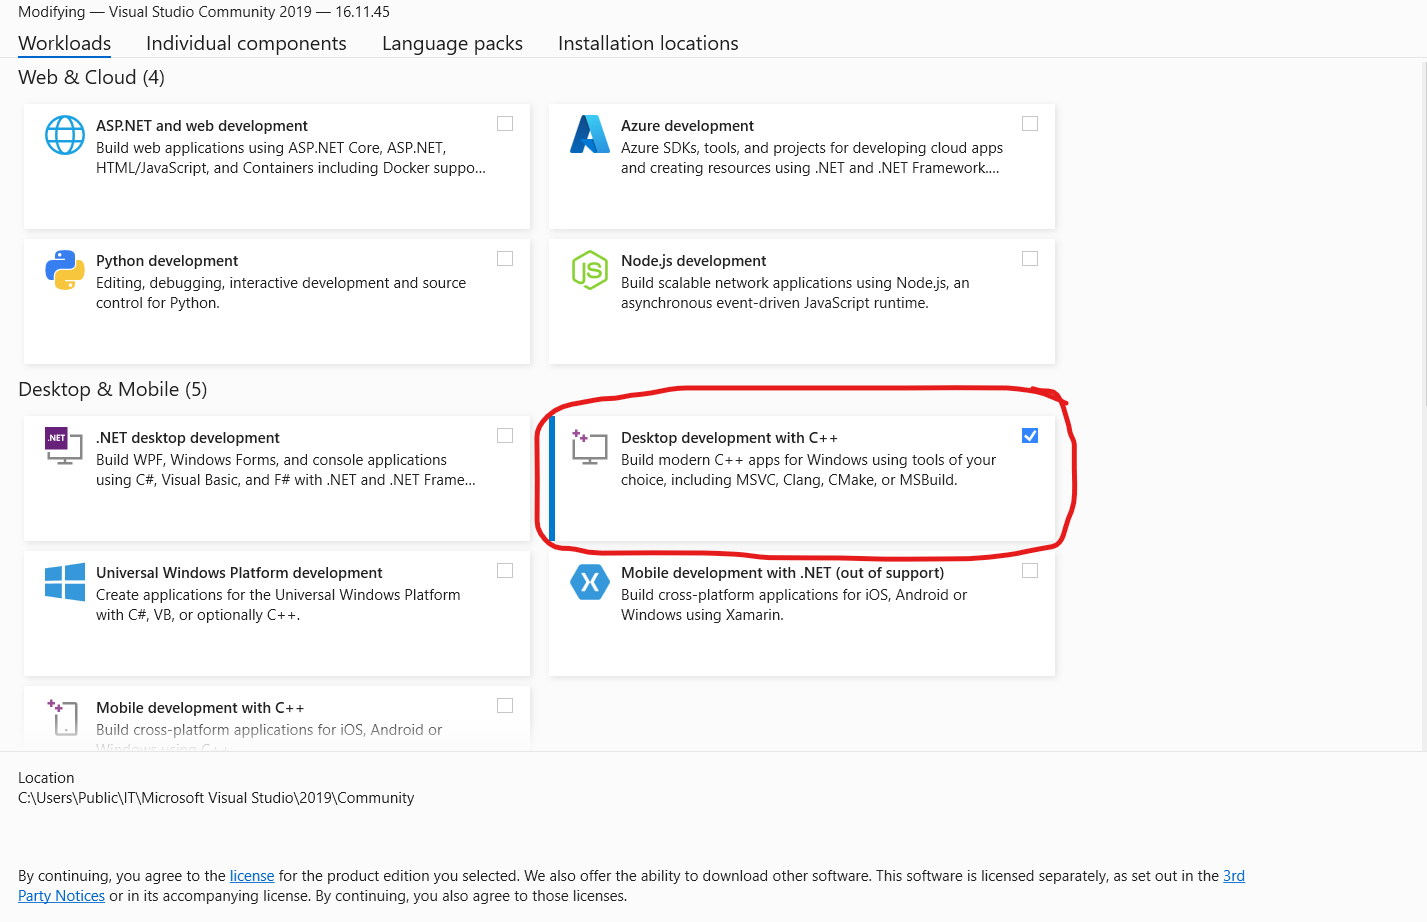 Modifying — Visual Studio Community 2019 — 16.11.45
Workloads Individual components Language packs Installation locations
Web & Cloud (4)
ASP.NET and web development
Build web applications using ASP.NET Core, ASP.NET,
HTML/JavaScript, and Containers including Docker suppo...
Azure development
Azure SDKs, tools, and projects for developing cloud apps
and creating resources using .NET and .NET Framework....
Python development
Editing, debugging, interactive development and source
control for Python.
JS
Node.js development
Build scalable network applications using Node.js, an
asynchronous event-driven JavaScript runtime.
Desktop & Mobile (5)
.NET
.NET desktop development
Build WPF, Windows Forms, and console applications
using C#, Visual Basic, and F# with .NET and .NET Frame...
Desktop development with C++
Build modern C++ apps for Windows using tools of your
choice, including MSVC, Clang, CMake, or MSBuild.
Universal Windows Platform development
Create applications for the Universal Windows Platform
with C#, VB, or optionally C++.
Mobile development with .NET (out of support)
Build cross-platform applications for iOS, Android or
Windows using Xamarin.
Mobile development with C++
Build cross-platform applications for iOS, Android or
Windows using C++
Location
C:\Users\Public\IT\Microsoft Visual Studio\2019\Community
By continuing, you agree to the license for the product edition you selected. We also offer the ability to download other software. This software is licensed separately, as set out in the 3rd
Party Notices or in its accompanying license. By continuing, you also agree to those licenses.